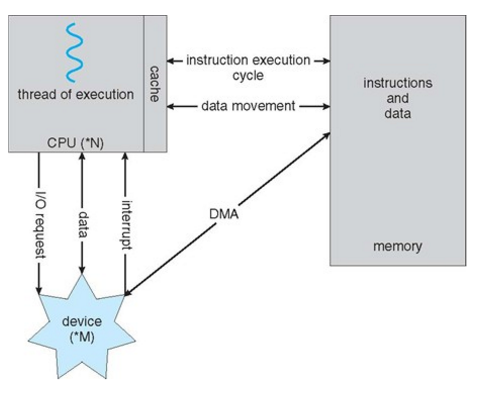 thread of execution
cache
CPU (*N)
instruction execution
cycle
data movement
instructions
and
data
memory
I/O request
data
interrupt
DMA
device
(*M)